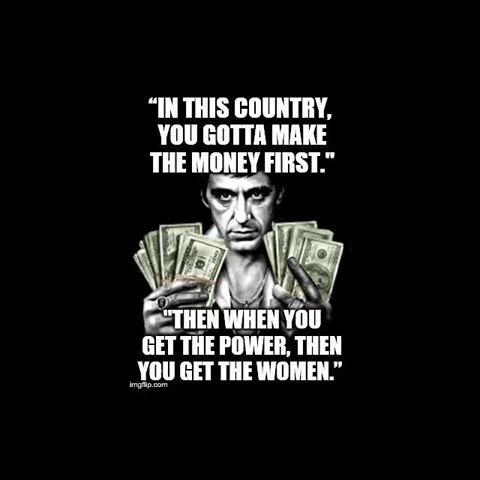 “IN THIS COUNTRY,
YOU GOTTA MAKE
THE MONEY FIRST."
"THEN WHEN YOU
GET THE POWER, THEN
YOU GET THE WOMEN.”
imgflip.com